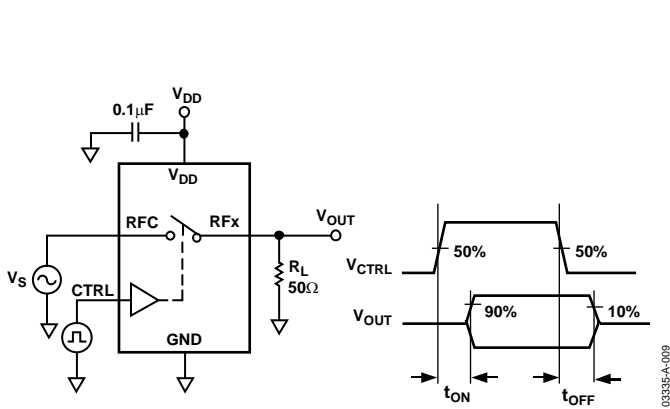 VDD
0.1μF
VDD
RFC
RFx
VOUT
VS
CTRL
RL
50Ω
GND
VCTRL
50%
50%
VOUT
90%
10%
tON
tOFF
03335-A-009